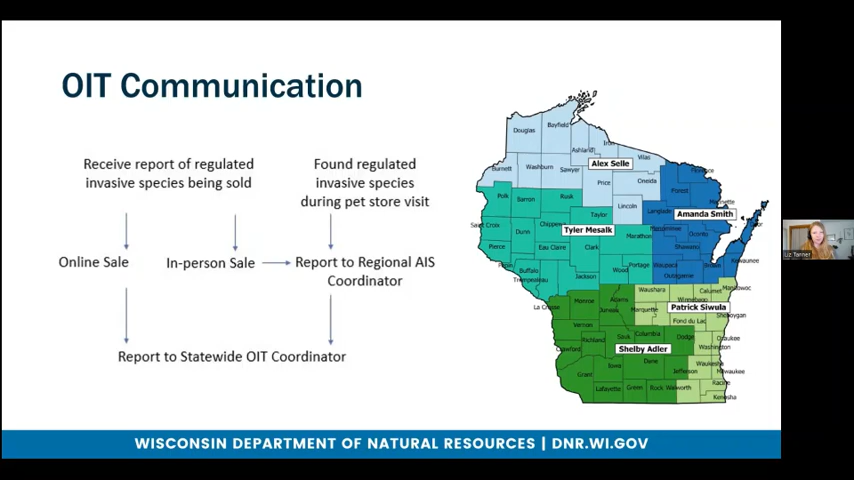 OIT Communication
Receive report of regulated
invasive species being sold
Found regulated
invasive species
during pet store visit
Online Sale
In-person Sale
Report to Regional AIS
Coordinator
Report to Statewide OIT Coordinator
Douglas
Bayfield
Ashland
Iron
Vilas
Burnett
Washburn
Sawyer
Alex Selle
Price
Oneida
Forest
Florence
Polk
Barron
Rusk
Lincoln
Langlade
Marinette
Amanda Smith
Taylor
Saint Croix
Dunn
Chippewa
Tyler Mesalk
Marathon
Menominee
Oconto
Door
Pierce
Eau Claire
Clark
Shawano
Pepin
Buffalo
Trempealeau
Jackson
Wood
Portage
Waupaca
Outagamie
Brown
Kewaunee
La Crosse
Monroe
Juneau
Adams
Waushara
Winnebago
Calumet
Manitowoc
Marquette
Patrick Siwula
Vernon
Fond du Lac
Sheboygan
Crawford
Richland
Sauk
Columbia
Dodge
Washington
Ozaukee
Shelby Adler
Grant
Iowa
Dane
Jefferson
Waukesha
Milwaukee
Lafayette
Green
Rock
Walworth
Racine
Kenosha
WISCONSIN DEPARTMENT OF NATURAL RESOURCES | DNR.WI.GOV
Liz Tanner